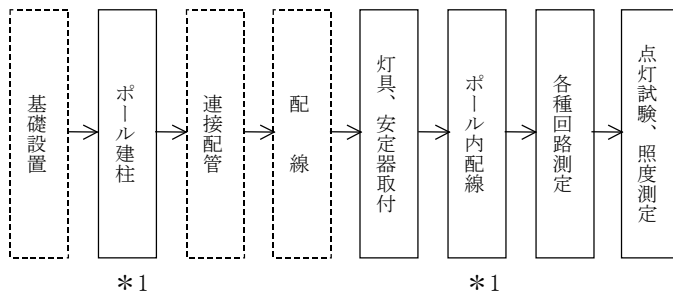 基礎設置
ポール建柱
連接配管
配線
灯具、安定器取付
ポール内配線
各種回路測定
点灯試験、照度測定
＊1
＊1